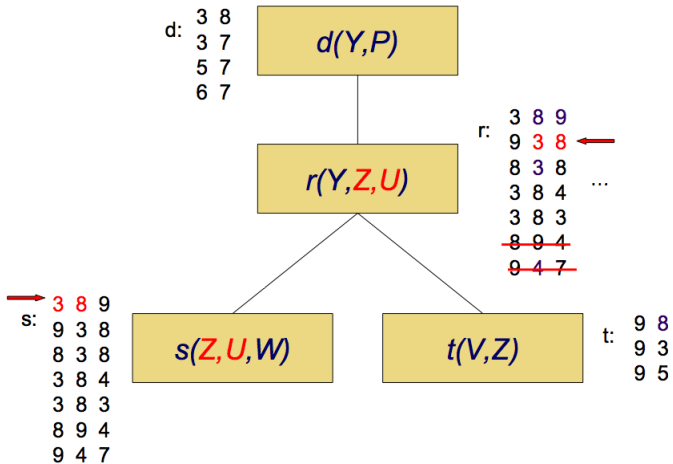 d:
3 8
3 7
5 7
6 7
d(Y,P)
r:
3 8 9
9 3 8
8 3 8
3 8 4
3 8 3
8 9 4
9 4 7
...
r(Y,Z,U)
s:
3 8 9
9 3 8
8 3 8
3 8 4
3 8 3
8 9 4
9 4 7
s(Z,U,W)
t(V,Z)
t:
9 8
9 3
9 5